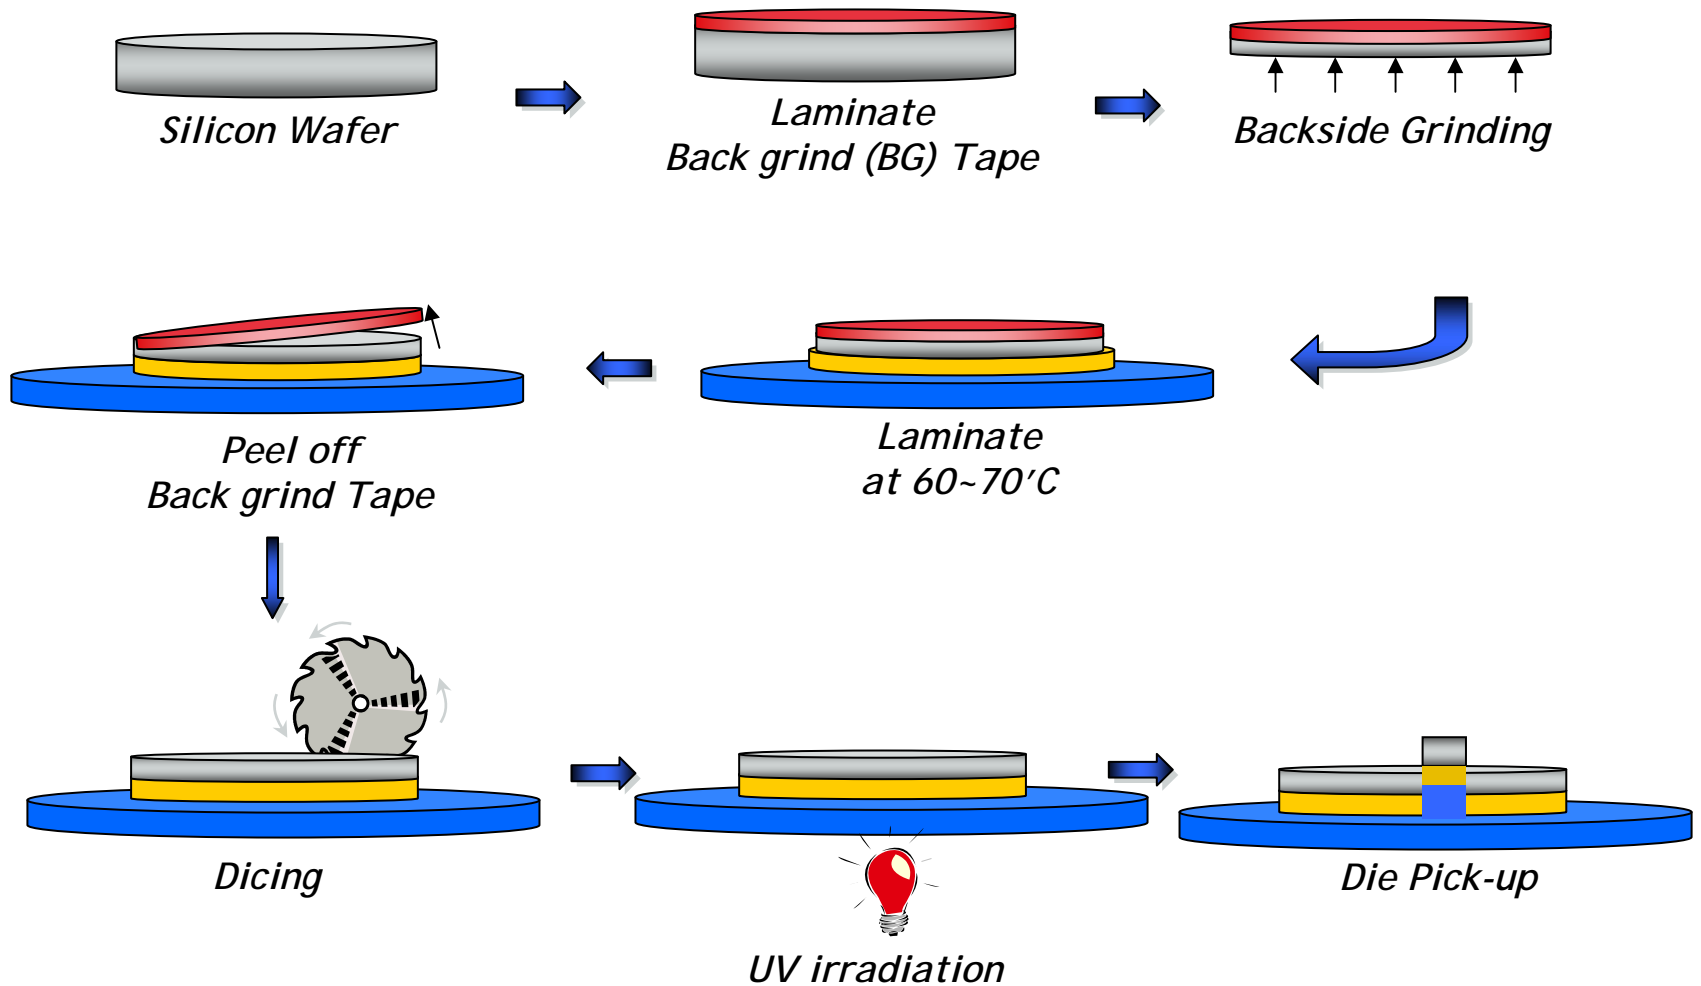 Silicon Wafer
Laminate
Back grind (BG) Tape
Backside Grinding
Peel off
Back grind Tape
Laminate
at 60~70'C
Dicing
UV irradiation
Die Pick-up